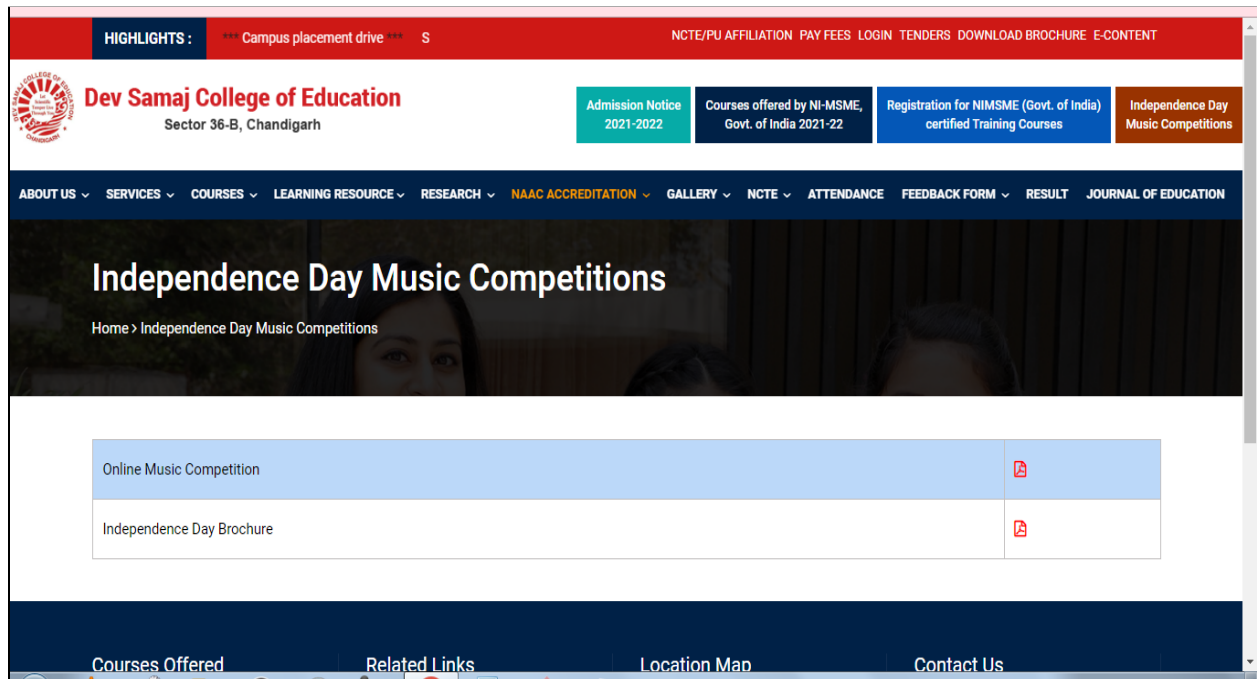 HIGHLIGHTS : *** Campus placement drive *** S
NCTE/PU AFFILIATION PAY FEES LOGIN TENDERS DOWNLOAD BROCHURE E-CONTENT
Dev Samaj College of Education
Sector 36-B, Chandigarh
Admission Notice
2021-2022
Courses offered by NI-MSME,
Govt. of India 2021-22
Registration for NIMSME (Govt. of India)
certified Training Courses
Independence Day
Music Competitions
ABOUT US SERVICES COURSES LEARNING RESOURCE RESEARCH NAAC ACCREDITATION GALLERY NCTE ATTENDANCE FEEDBACK FORM RESULT JOURNAL OF EDUCATION
Independence Day Music Competitions
Home > Independence Day Music Competitions
Online Music Competition
Independence Day Brochure
Courses Offered Related Links Location Map Contact Us